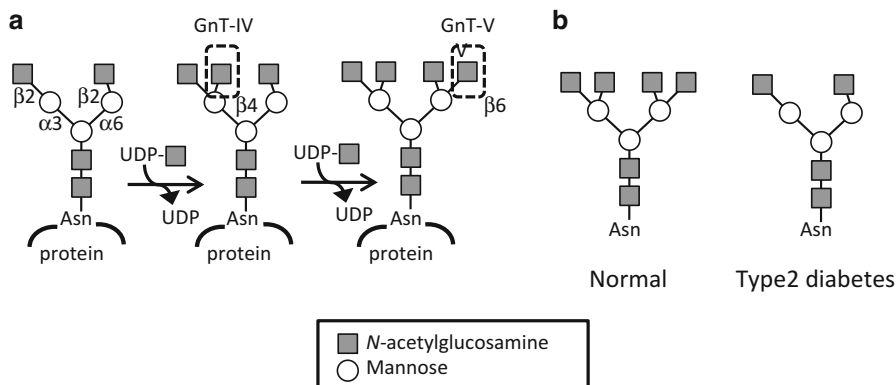 a
GnT-IV
GnT-V
V
b
β2
β2
α3
α6
β4
β6
UDP-
UDP
UDP-
UDP
Asn
Asn
Asn
protein
protein
protein
Asn
Asn
Normal
Type2 diabetes
N-acetylglucosamine
Mannose